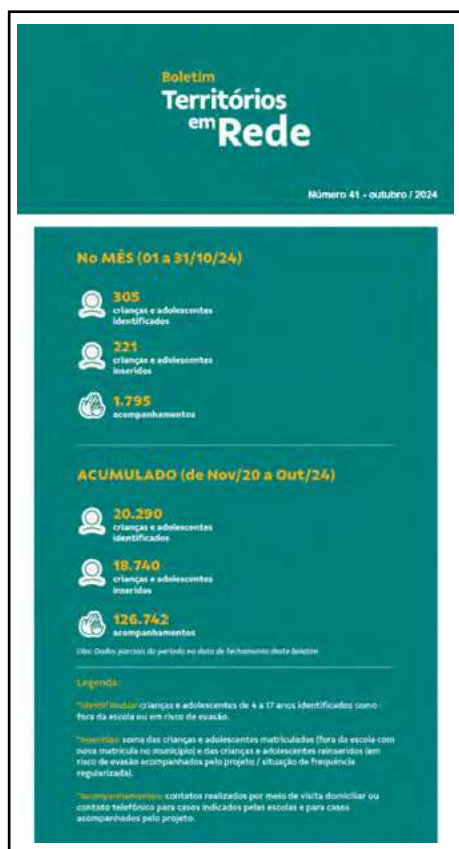 Boletim
Territórios
em Rede
Número 41 - outubro / 2024
No MÊS (01 a 31/10/24)
305
crianças e adolescentes
identificados
221
crianças e adolescentes
inseridos
1.795
acompanhamentos
ACUMULADO (de Nov/20 a Out/24)
20.290
crianças e adolescentes
identificados
18.740
crianças e adolescentes
inseridos
126.742
acompanhamentos
Obs: Dados parciais do período na data de fechamento deste boletim
Legenda:
*identificados: crianças e adolescentes de 4 a 17 anos identificados como
fora da escola ou em risco de evasão.
*inseridos: soma das crianças e adolescentes matriculados (fora da escola com
nova matrícula no município) e das crianças e adolescentes reinseridos (em
risco de evasão acompanhados pelo projeto / situação de frequência
regularizada).
*acompanhamentos: contatos realizados por meio de visita domiciliar ou
contato telefônico para casos indicados pelas escolas e para casos
acompanhados pelo projeto.